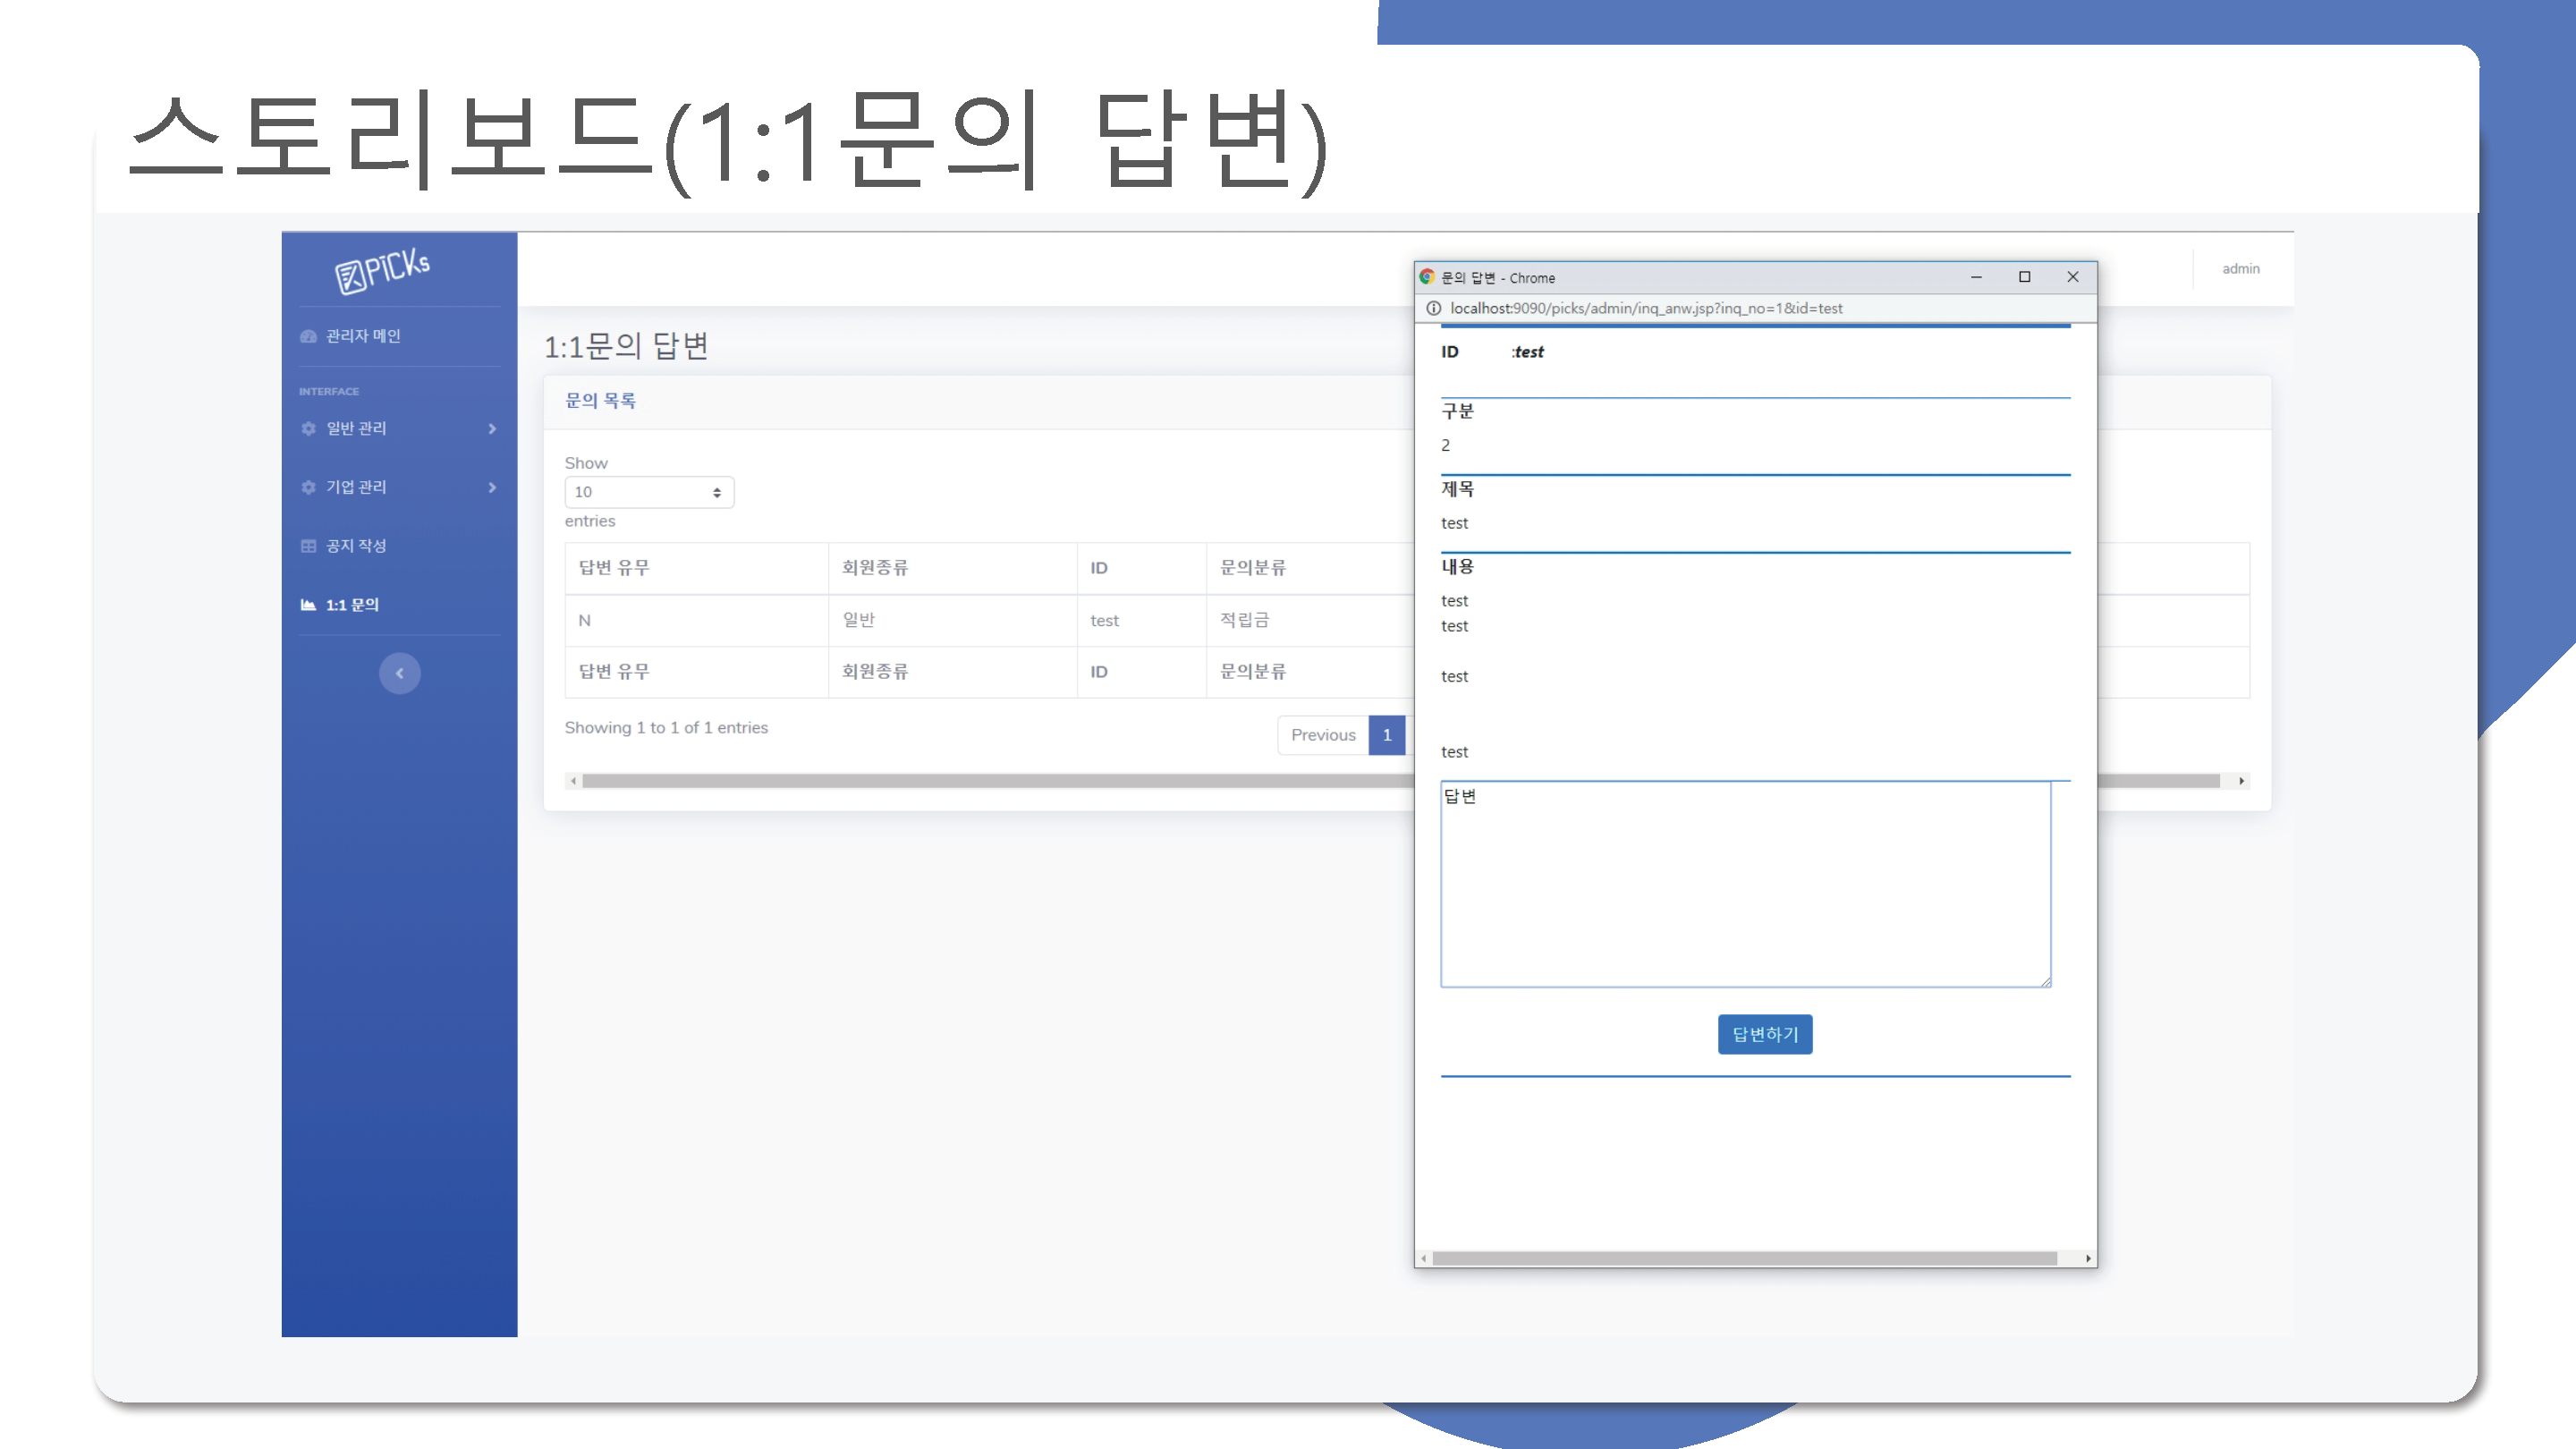 스토리보드(1:1문의 답변)
PiCKs
admin
관리자 메인
INTERFACE
일반 관리
기업 관리
공지 작성
1:1 문의
1:1문의 답변
문의 목록
Show
10
entries
답변 유무 회원종류 ID 문의분류
N 일반 test 적립금
답변 유무 회원종류 ID 문의분류
Showing 1 to 1 of 1 entries
Previous 1
문의 답변 - Chrome
localhost:9090/picks/admin/inq_anw.jsp?inq_no=1&id=test
ID :test
구분
2
제목
test
내용
test
test
test
test
답변
답변하기